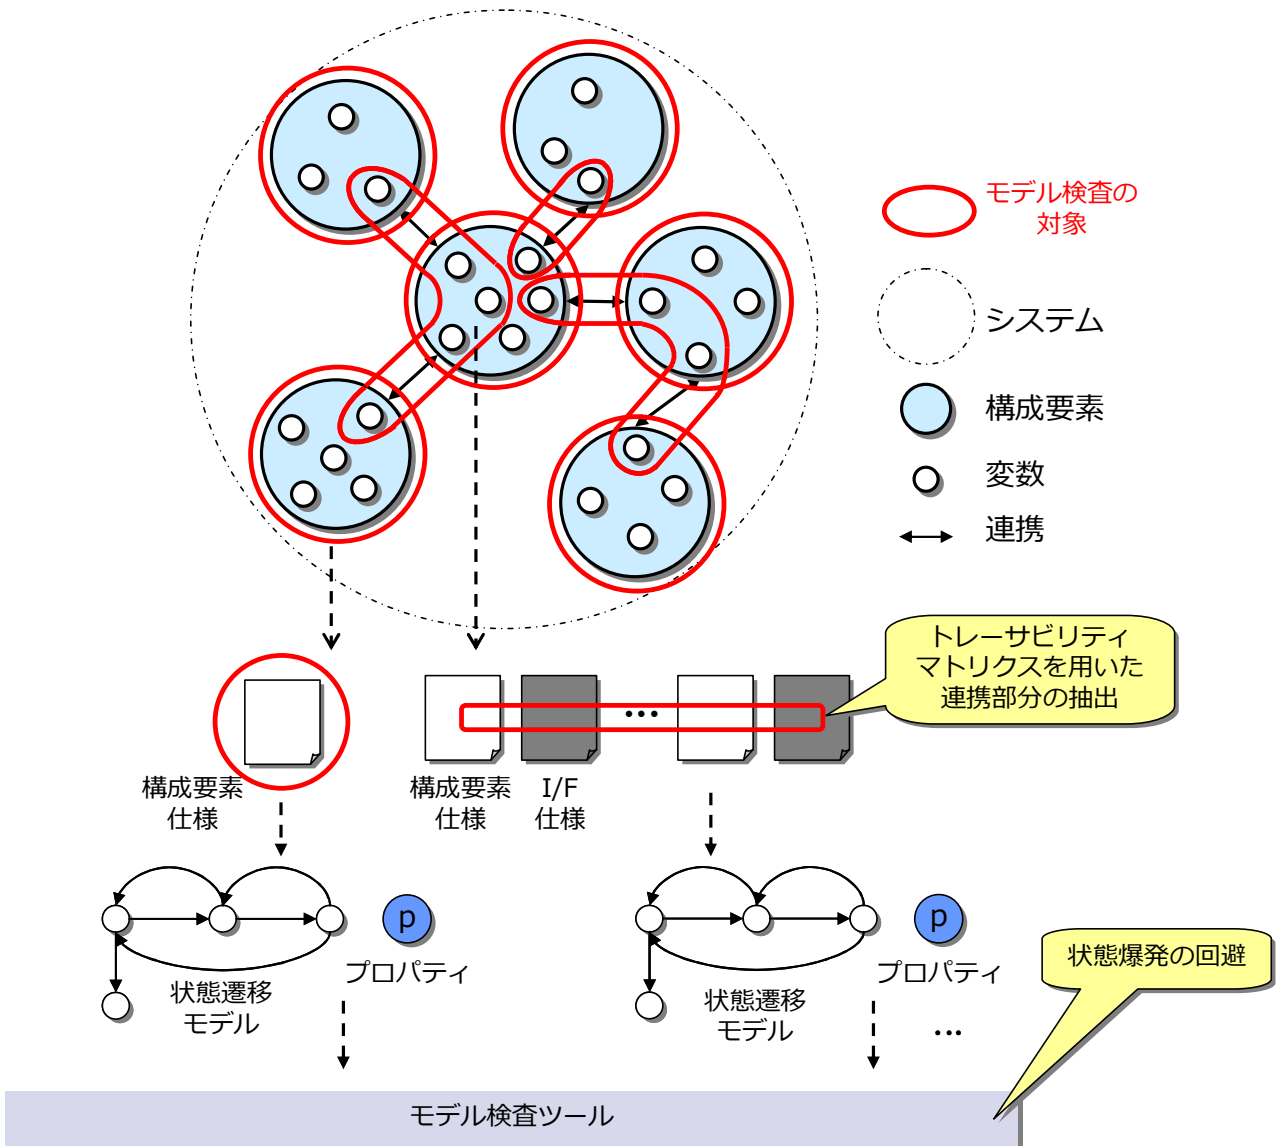 モデル検査の
対象
システム
構成要素
変数
連携
トレーサビリティ
マトリクスを用いた
連携部分の抽出
…
構成要素
仕様
構成要素
仕様
I/F
仕様
p
プロパティ
状態遷移
モデル
p
プロパティ
状態遷移
モデル
…
状態爆発の回避
モデル検査ツール